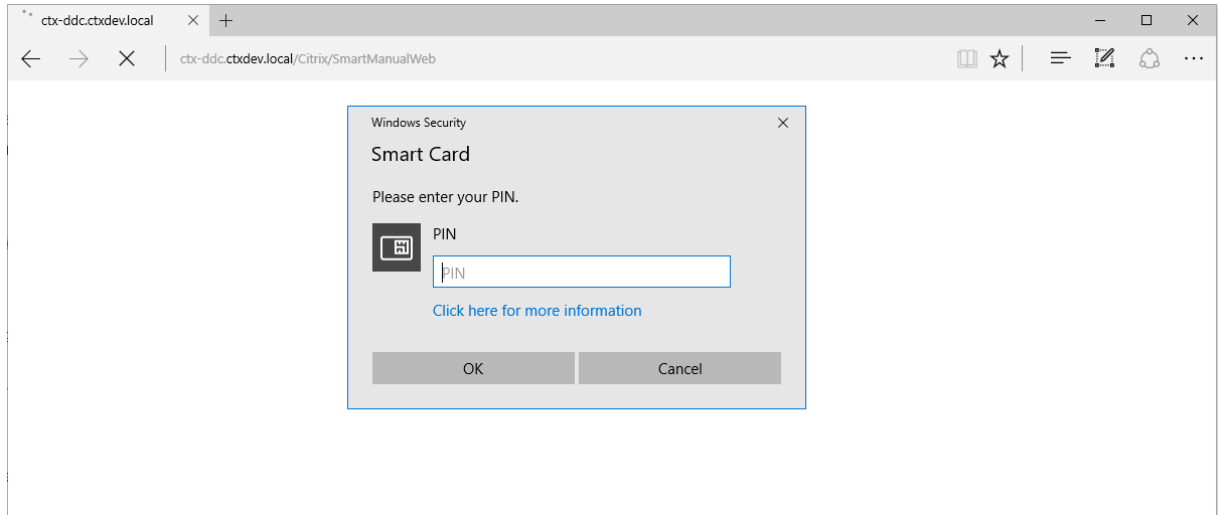 ctx-ddc.ctxdev.local
ctx-ddc.ctxdev.local/Citrix/SmartManualWeb
Windows Security
Smart Card
Please enter your PIN.
PIN
PIN
Click here for more information
OK Cancel